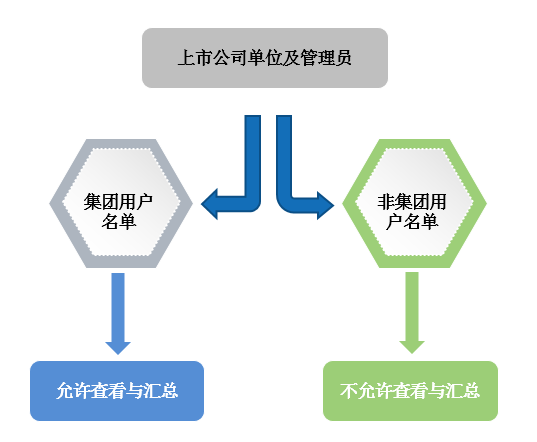 上市公司单位及管理员
集团用户
名单
非集团用
户名单
允许查看与汇总
不允许查看与汇总